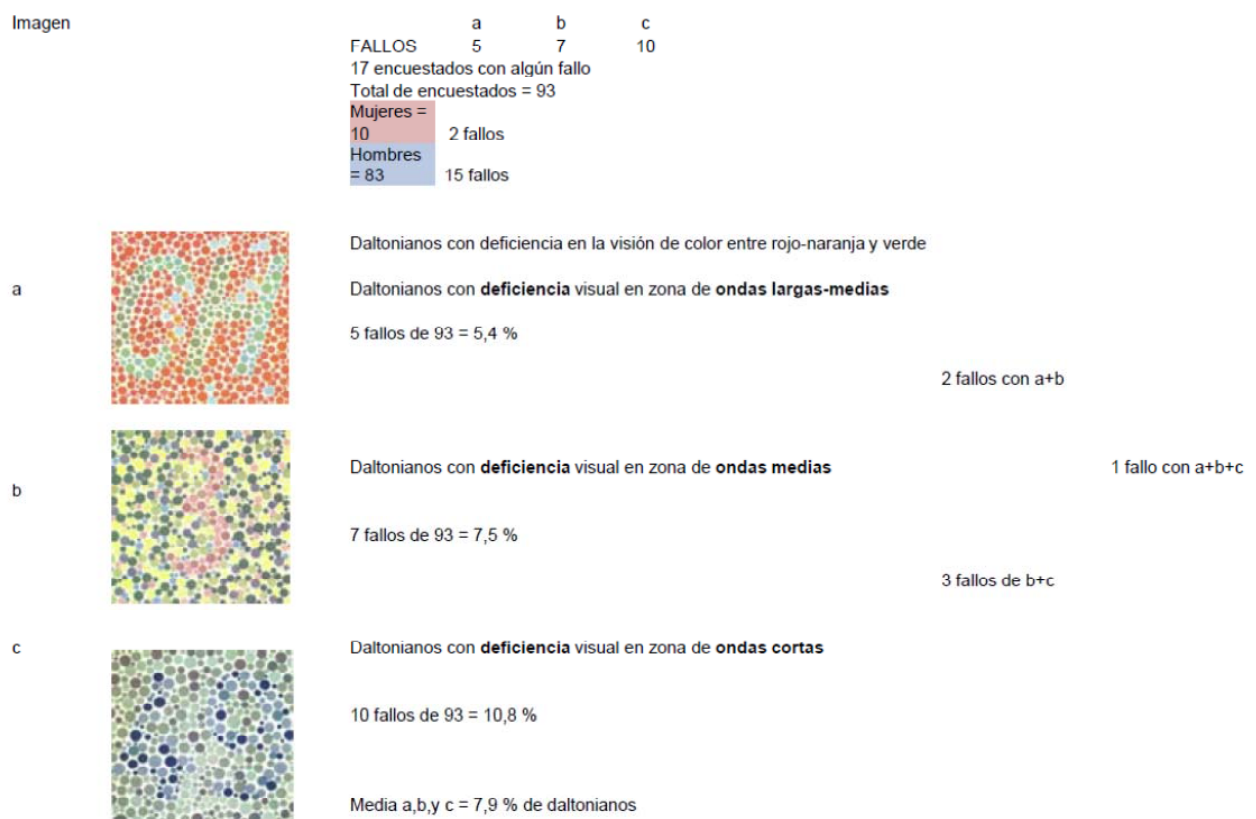 Imagen
a b c
FALLOS 5 7 10
17 encuestados con algún fallo
Total de encuestados = 93
Mujeres =
10 2 fallos
Hombres
= 83 15 fallos
Daltonianos con deficiencia en la visión de color entre rojo-naranja y verde
a Daltonianos con deficiencia visual en zona de ondas largas-medias
5 fallos de 93 = 5,4 %
CH
2 fallos con a+b
Daltonianos con deficiencia visual en zona de ondas medias 1 fallo con a+b+c
b
3
7 fallos de 93 = 7,5 %
3 fallos de b+c
c Daltonianos con deficiencia visual en zona de ondas cortas
10 fallos de 93 = 10,8 %
Media a,b,y c = 7,9 % de daltonianos